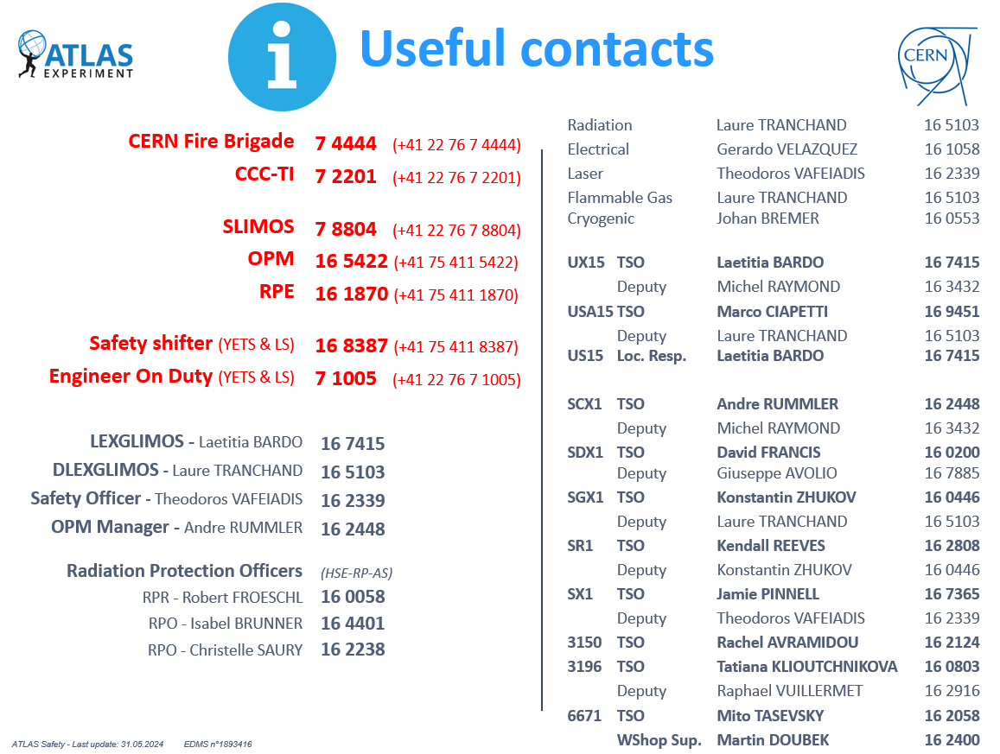 ATLAS
EXPERIMENT
i
Useful contacts
CERN
CERN Fire Brigade 7 4444 (+41 22 76 7 4444)
CCC-TI 7 2201 (+41 22 76 7 2201)
SLIMOS 7 8804 (+41 22 76 7 8804)
OPM 16 5422 (+41 75 411 5422)
RPE 16 1870 (+41 75 411 1870)
Safety shifter (YETS & LS) 16 8387 (+41 75 411 8387)
Engineer On Duty (YETS & LS) 7 1005 (+41 22 76 7 1005)
LEXGLIMOS - Laetitia BARDO 16 7415
DLEXGLIMOS - Laure TRANCHAND 16 5103
Safety Officer - Theodoros VAFEIADIS 16 2339
OPM Manager - Andre RUMMLER 16 2448
Radiation Protection Officers (HSE-RP-AS)
RPR - Robert FROESCHL 16 0058
RPO - Isabel BRUNNER 16 4401
RPO - Christelle SAURY 16 2238
Radiation Laure TRANCHAND 16 5103
Electrical Gerardo VELAZQUEZ 16 1058
Laser Theodoros VAFEIADIS 16 2339
Flammable Gas Laure TRANCHAND 16 5103
Cryogenic Johan BREMER 16 0553
UX15 TSO Laetitia BARDO 16 7415
Deputy Michel RAYMOND 16 3432
USA15 TSO Marco CIAPETTI 16 9451
Deputy Laure TRANCHAND 16 5103
US15 Loc. Resp. Laetitia BARDO 16 7415
SCX1 TSO Andre RUMMLER 16 2448
Deputy Michel RAYMOND 16 3432
SDX1 TSO David FRANCIS 16 0200
Deputy Giuseppe AVOLIO 16 7885
SGX1 TSO Konstantin ZHUKOV 16 0446
Deputy Laure TRANCHAND 16 5103
SR1 TSO Kendall REEVES 16 2808
Deputy Konstantin ZHUKOV 16 0446
SX1 TSO Jamie PINNELL 16 7365
Deputy Theodoros VAFEIADIS 16 2339
3150 TSO Rachel AVRAMIDOU 16 2124
3196 TSO Tatiana KLIOUTCHNIKOVA 16 0803
Deputy Raphael VUILLERMET 16 2916
6671 TSO Mito TASEVSKY 16 2058
WShop Sup. Martin DOUBEK 16 2400
ATLAS Safety - Last update: 31.05.2024 EDMS n°1893416